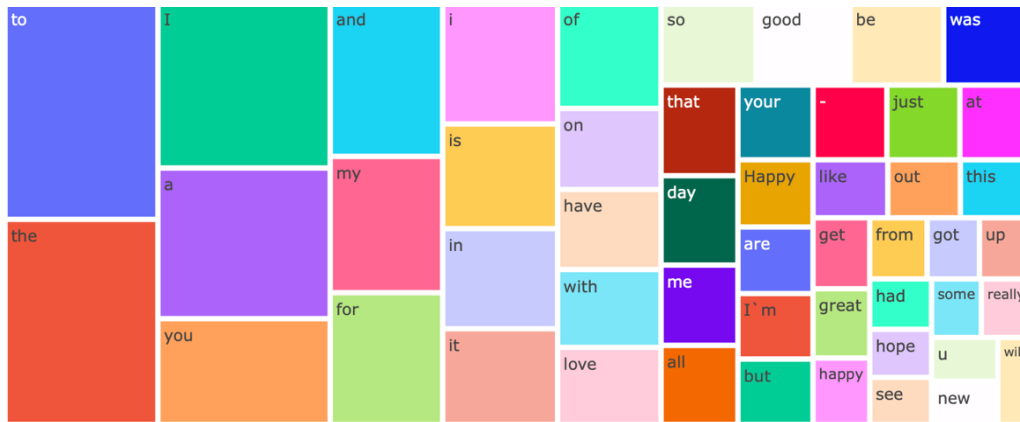 to
the
I
a
you
and
my
for
i
is
in
it
of
on
have
with
love
so
good
be
was
that
day
me
all
your
Happy
are
I`m
but
-
just
at
like
out
this
get
great
happy
from
got
up
had
some
really
hope
u
see
new